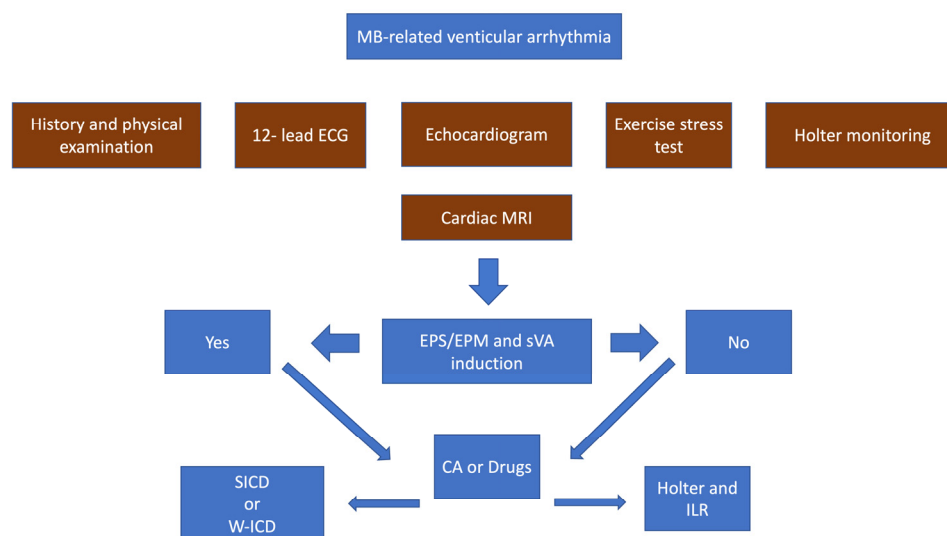 MB-related venticular arrhythmia
History and physical
examination
12- lead ECG
Echocardiogram
Exercise stress
test
Holter monitoring
Cardiac MRI
Yes
EPS/EPM and sVA
induction
No
CA or Drugs
SICD
or
W-ICD
Holter and
ILR